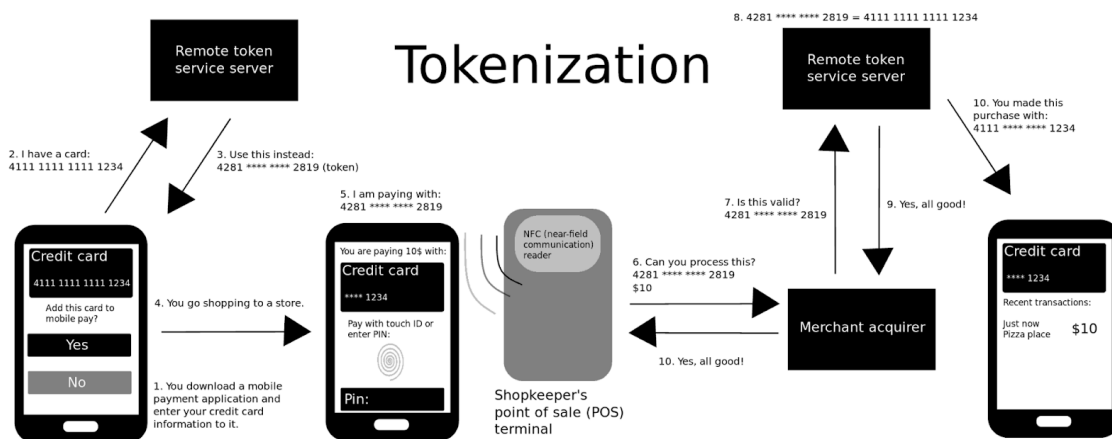 Tokenization
Remote token
service server
2. I have a card:
4111 1111 1111 1234
3. Use this instead:
4281 **** **** 2819 (token)
Credit card
4111 1111 1111 1234
Add this card to
mobile pay?
Yes
No
1. You download a mobile
payment application and
enter your credit card
information to it.
4. You go shopping to a store.
5. I am paying with:
4281 **** **** 2819
You are paying 10$ with:
Credit card
**** 1234
Pay with touch ID or
enter PIN:
Pin:
NFC (near-field
communication)
reader
Shopkeeper's
point of sale (POS)
terminal
6. Can you process this?
4281 **** **** 2819
$10
10. Yes, all good!
Merchant acquirer
7. Is this valid?
4281 **** **** 2819
8. 4281 **** **** 2819 = 4111 1111 1111 1234
Remote token
service server
9. Yes, all good!
10. You made this
purchase with:
4111 **** **** 1234
Credit card
**** 1234
Recent transactions:
Just now
Pizza place
$10